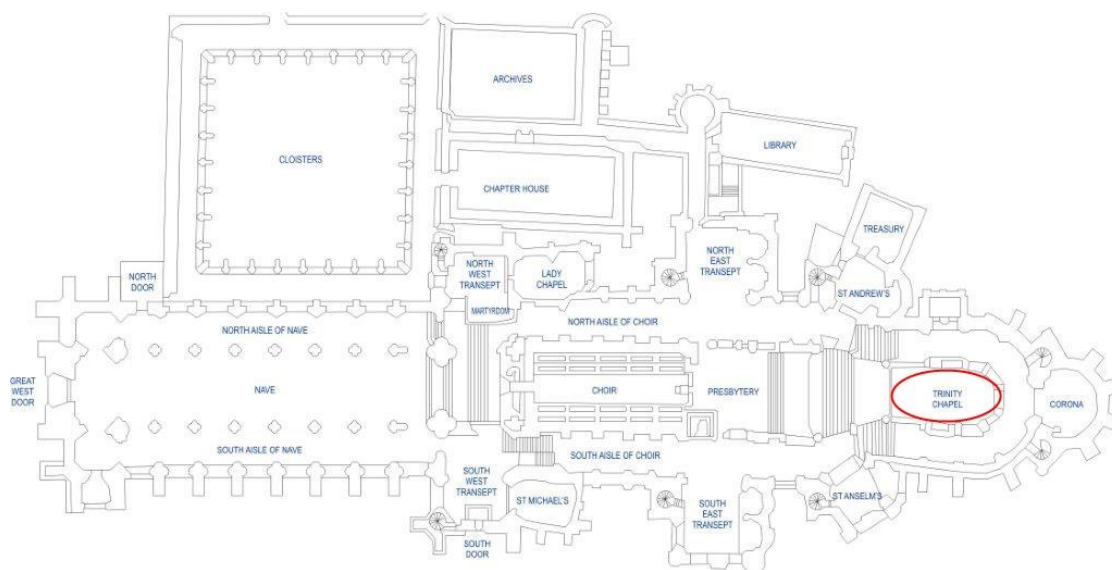 ARCHIVES
CLOISTERS
LIBRARY
CHAPTER HOUSE
TREASURY
NORTH
DOOR
NORTH
WEST
TRANSEPT
LADY
CHAPEL
NORTH
EAST
TRANSEPT
ST ANDREW'S
MARTYRDOM
NORTH AISLE OF NAVE
NORTH AISLE OF CHOIR
GREAT
WEST
DOOR
NAVE
CHOIR
PRESBYTERY
TRINITY
CHAPEL
CORONA
SOUTH AISLE OF NAVE
SOUTH AISLE OF CHOIR
SOUTH
WEST
TRANSEPT
ST MICHAEL'S
SOUTH
EAST
TRANSEPT
ST ANSELM'S
SOUTH
DOOR